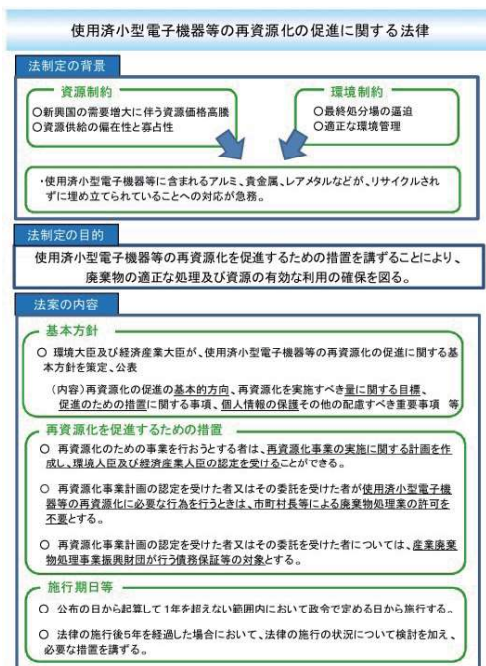 使用済小型電子機器等の再資源化の促進に関する法律
法制定の背景
資源制約
○新興国の需要増大に伴う資源価格高騰
○資源供給の偏在性と寡占性
環境制約
○最終処分場の逼迫
○適正な環境管理
・使用済小型電子機器等に含まれるアルミ、貴金属、レアメタルなどが、リサイクルされ
ずに埋め立てられていることへの対応が急務。
法制定の目的
使用済小型電子機器等の再資源化を促進するための措置を講ずることにより、
廃棄物の適正な処理及び資源の有効な利用の確保を図る。
法案の内容
基本方針
○ 環境大臣及び経済産業大臣が、使用済小型電子機器等の再資源化の促進に関する基
本方針を策定、公表
(内容)再資源化の促進の基本的方向、再資源化を実施すべき量に関する目標、
促進のための措置に関する事項、個人情報の保護その他の配慮すべき重要事項 等
再資源化を促進するための措置
○ 再資源化のための事業を行おうとする者は、再資源化事業の実施に関する計画を作
成し、環境大臣及び経済産業大臣の認定を受けることができる。
○ 再資源化事業計画の認定を受けた者又はその委託を受けた者が使用済小型電子機
器等の再資源化に必要な行為を行うときは、市町村長等による廃棄物処理業の許可を
不要とする。
○ 再資源化事業計画の認定を受けた者又はその委託を受けた者については、産業廃棄
物処理事業振興財団が行う債務保証等の対象とする。
施行期日等
○ 公布の日から起算して1年を超えない範囲内において政令で定める日から施行する。
○ 法律の施行後5年を経過した場合において、法律の施行の状況について検討を加え、
必要な措置を講ずる。